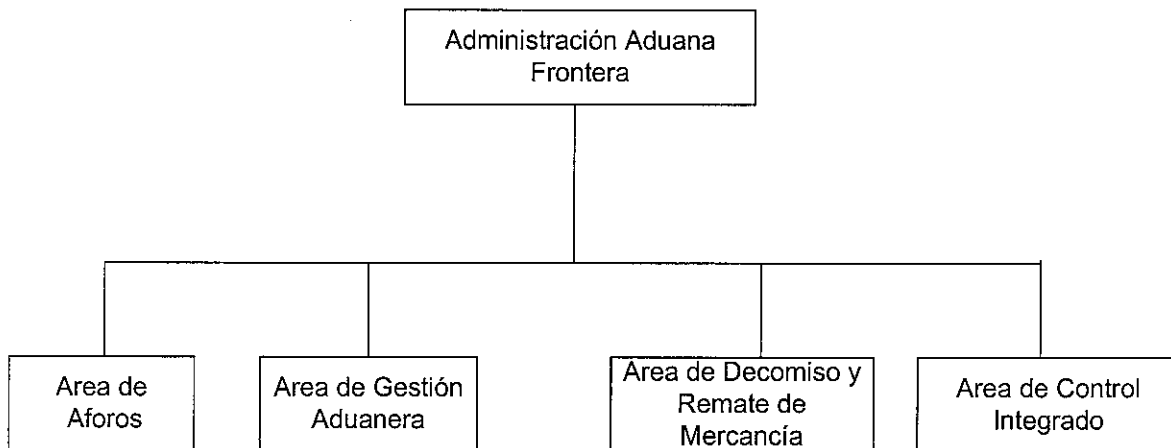 Administración Aduana
Frontera
Area de
Aforos
Area de Gestión
Aduanera
Area de Decomiso y
Remate de
Mercancía
Area de Control
Integrado